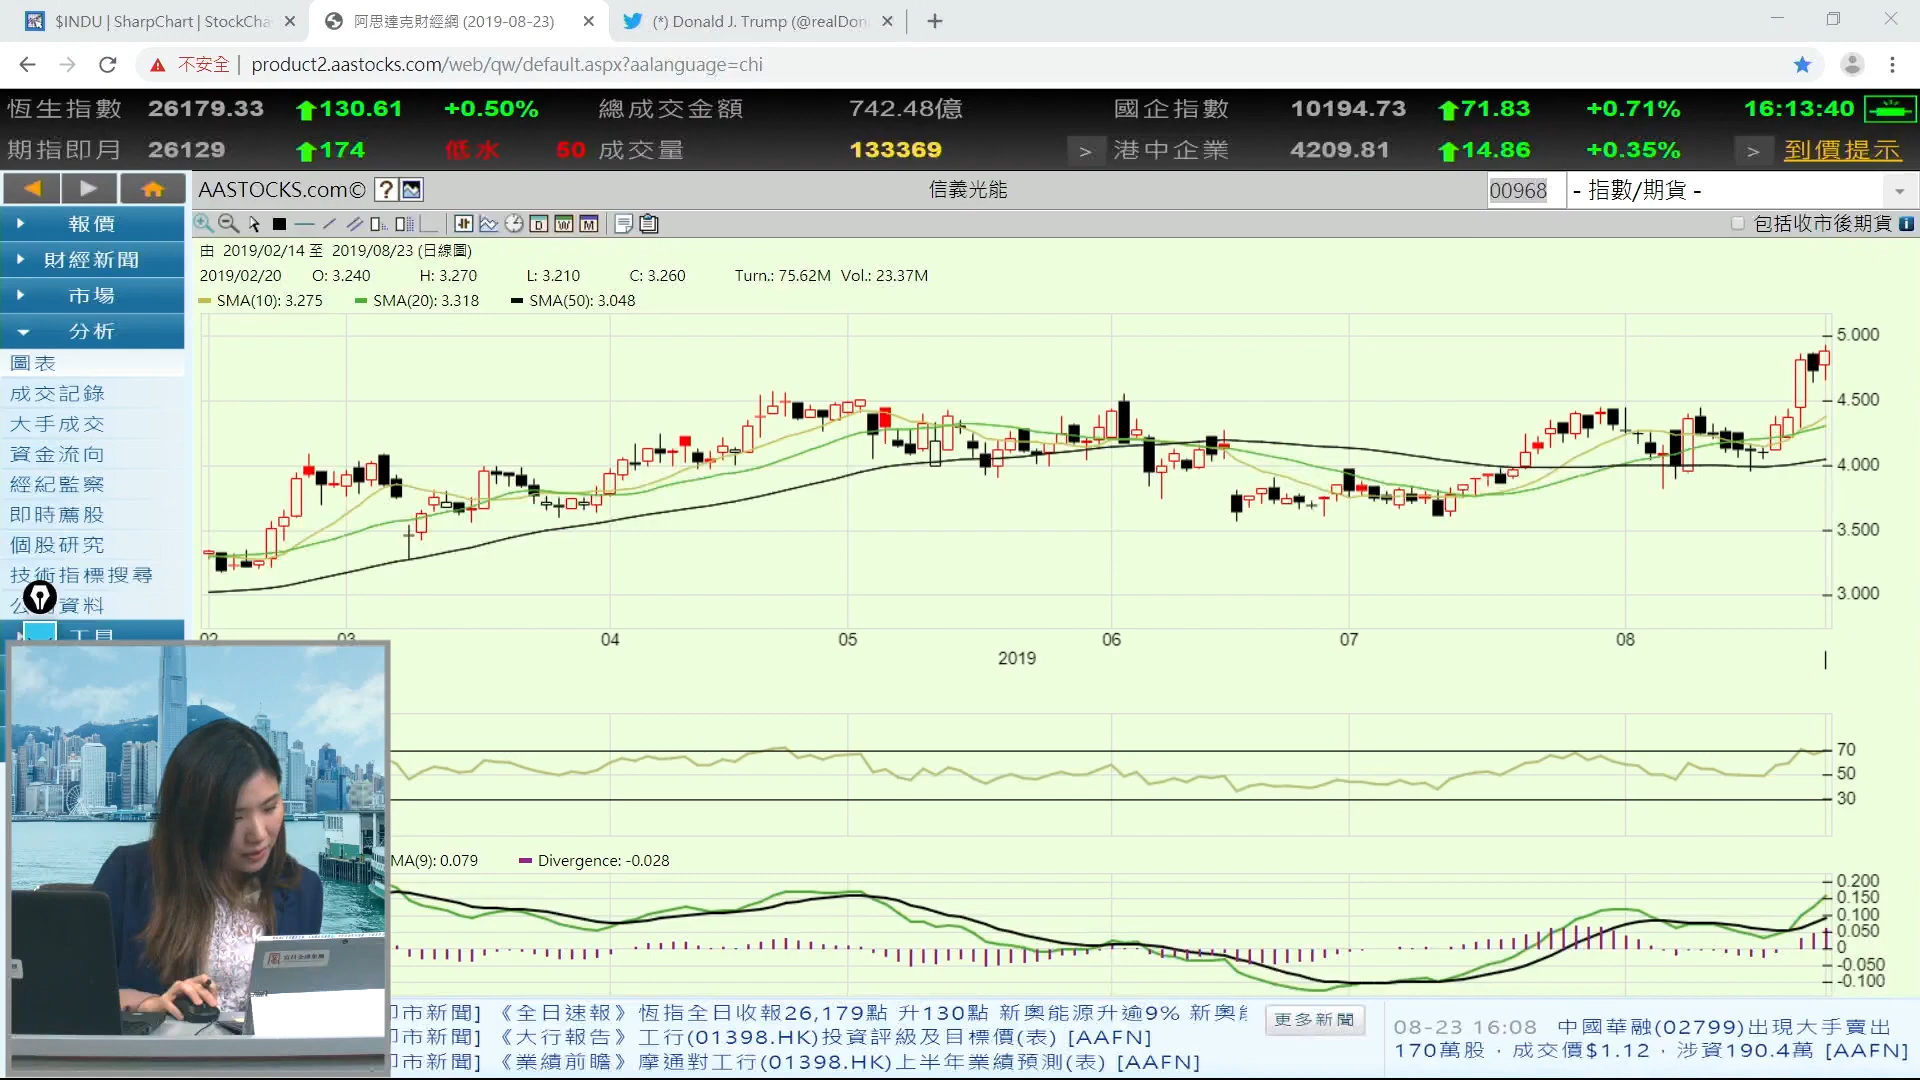 $INDU | SharpChart | StockCha
阿思達克財經網 (2019-08-23)
(*) Donald J. Trump (@realDon
不安全 | product2.aastocks.com/web/qw/default.aspx?aalanguage=chi
恆生指數 26179.33 130.61 +0.50% 總成交金額 742.48億 國企指數 10194.73 71.83 +0.71% 16:13:40
期指即月 26129 174 低水 50 成交量 133369 > 港中企業 4209.81 14.86 +0.35% > 到價提示
AASTOCKS.com© ? 信義光能 00968 - 指數/期貨 -
D W M 包括收市後期貨 i
報價
財經新聞
市場
分析
圖表
成交記錄
大手成交
資金流向
經紀監察
即時薦股
個股研究
技術指標搜尋
資料
工具
由 2019/02/14 至 2019/08/23 (日線圖)
2019/02/20 O: 3.240 H: 3.270 L: 3.210 C: 3.260 Turn.: 75.62M Vol.: 23.37M
SMA(10): 3.275 SMA(20): 3.318 SMA(50): 3.048
5.000
4.500
4.000
3.500
3.000
02 03 04 05 06 07 08
2019
70
50
30
MA(9): 0.079 Divergence: -0.028
0.200
0.150
0.100
0.050
0
-0.050
-0.100
市新聞] 《全日速報》恆指全日收報26,179點 升130點 新奧能源升逾9% 新奧
市新聞] 《大行報告》工行(01398.HK)投資評級及目標價(表) [AAFN]
市新聞] 《業績前瞻》摩通對工行(01398.HK)上半年業績預測(表) [AAFN]
更多新聞
08-23 16:08 中國華融(02799)出現大手賣出
170萬股，成交價$1.12，涉資190.4萬 [AAFN]